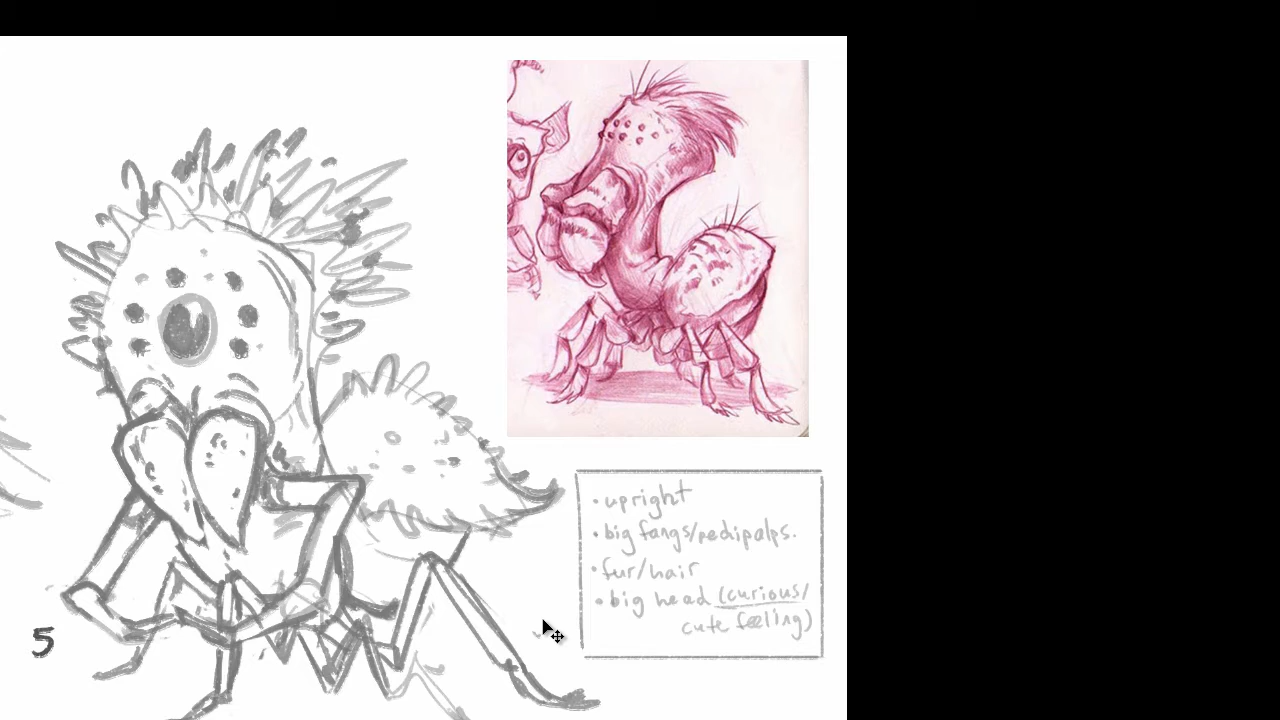 • upright
• big fangs/pedipalps.
• fur/hair
• big head (curious/
cute feeling)
5